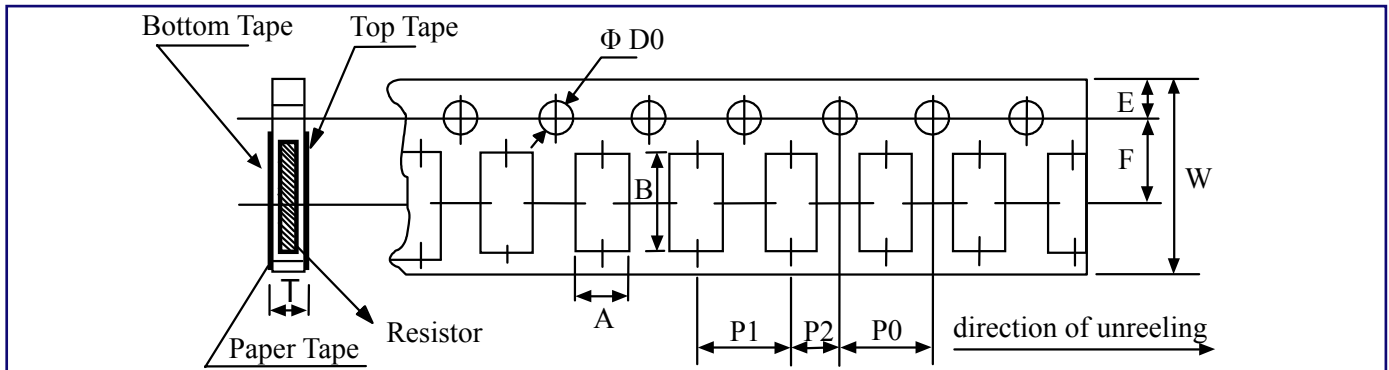 Bottom Tape
Top Tape
Φ D0
E
F
W
B
A
T
Resistor
Paper Tape
P1
P2
P0
direction of unreeling